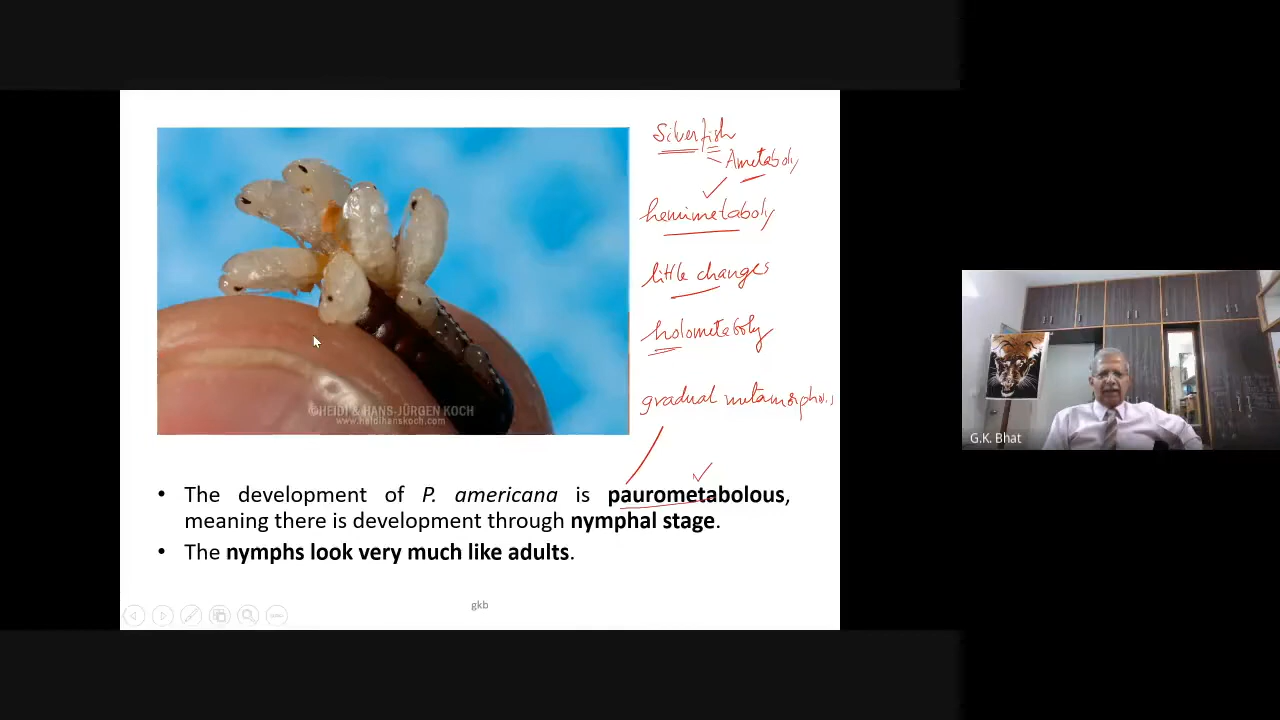 Silverfish
Ametaboly
hemimetaboly
little changes
holometaboly
gradual metamorphosis
©HEIDI & HANS-JÜRGEN KOCH
www.heidihanskoch.com
• The development of P. americana is paurometabolous,
meaning there is development through nymphal stage.
• The nymphs look very much like adults.
gkb
G.K. Bhat